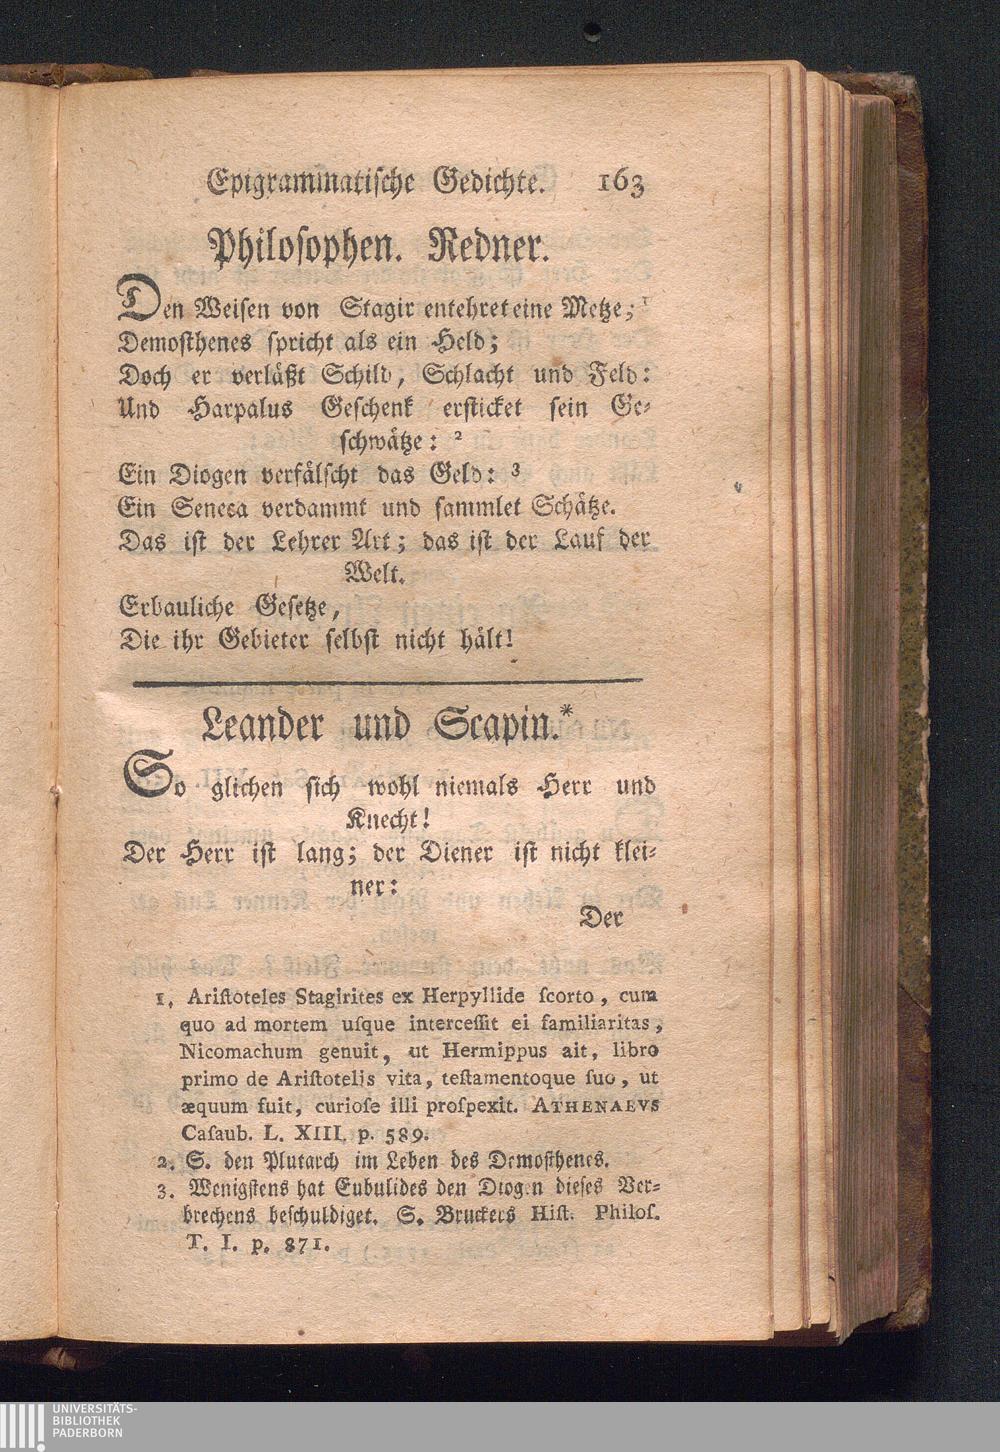 Epigrammatische Gedichte. 163
Philosophen. Redner.
Den Weisen von Stagir entehret eine Metze; ¹
Demosthenes spricht als ein Held;
Doch er verläßt Schild, Schlacht und Feld:
Und Harpalus Geschenk ersticket sein Ge-
schwätze: ²
Ein Diogen verfälscht das Geld: ³
Ein Seneca verdammt und sammlet Schätze.
Das ist der Lehrer Art; das ist der Lauf der
Welt.
Erbauliche Gesetze,
Die ihr Gebieter selbst nicht hält!
Leander und Scapin.*
So glichen sich wohl niemals Herr und
Knecht!
Der Herr ist lang; der Diener ist nicht klei-
ner:
Der
1. Ariſtoteles Stagirites ex Herpyllide ſcorto, cum
quo ad mortem uſque interceſſit ei familiaritas,
Nicomachum genuit, ut Hermippus ait, libro
primo de Ariſtotelis vita, teſtamentoque ſuo, ut
æquum fuit, curioſe illi proſpexit. ATHENAEVS
Caſaub. L. XIII. p. 589.
2. S. den Plutarch im Leben des Demosthenes.
3. Wenigstens hat Eubulides den Diogen dieses Ver-
brechens beschuldiget. S. Bruckers Hiſt. Philoſ.
T. I. p. 871.
UNIVERSITÄTS-
BIBLIOTHEK
PADERBORN